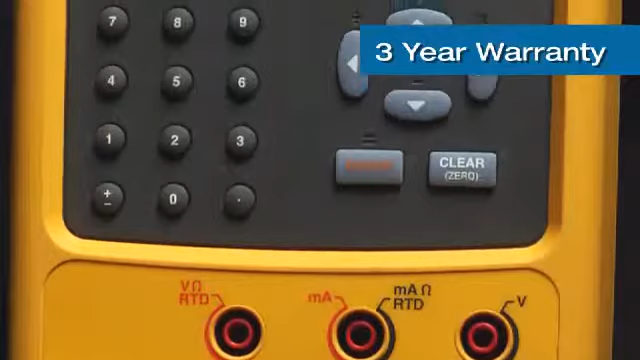 3 Year Warranty
7 8 9
4 5 6
1 2 3
CLEAR
(ZERO)
+
− 0 .
V Ω
RTD
mA
mA Ω
RTD
V